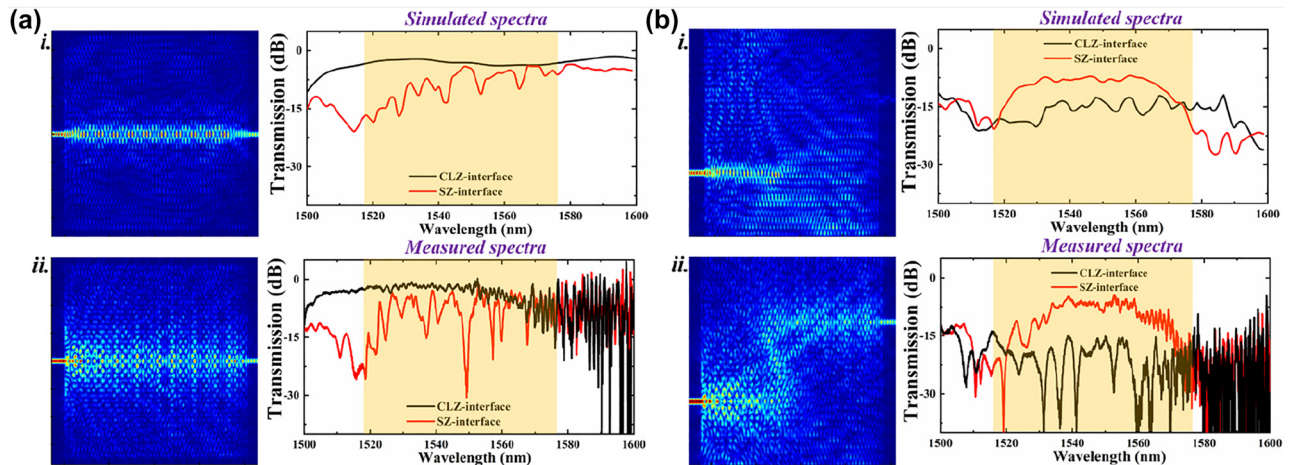 (a)
i.
Simulated spectra
Transmission (dB)
0
-15
-30
CLZ-interface
SZ-interface
1500 1520 1540 1560 1580 1600
Wavelength (nm)
ii.
Measured spectra
Transmission (dB)
0
-15
-30
CLZ-interface
SZ-interface
1500 1520 1540 1560 1580 1600
Wavelength (nm)
(b)
i.
Simulated spectra
Transmission (dB)
0
-15
-30
CLZ-interface
SZ-interface
1500 1520 1540 1560 1580 1600
Wavelength (nm)
ii.
Measured spectra
Transmission (dB)
0
-15
-30
CLZ-interface
SZ-interface
1500 1520 1540 1560 1580 1600
Wavelength (nm)